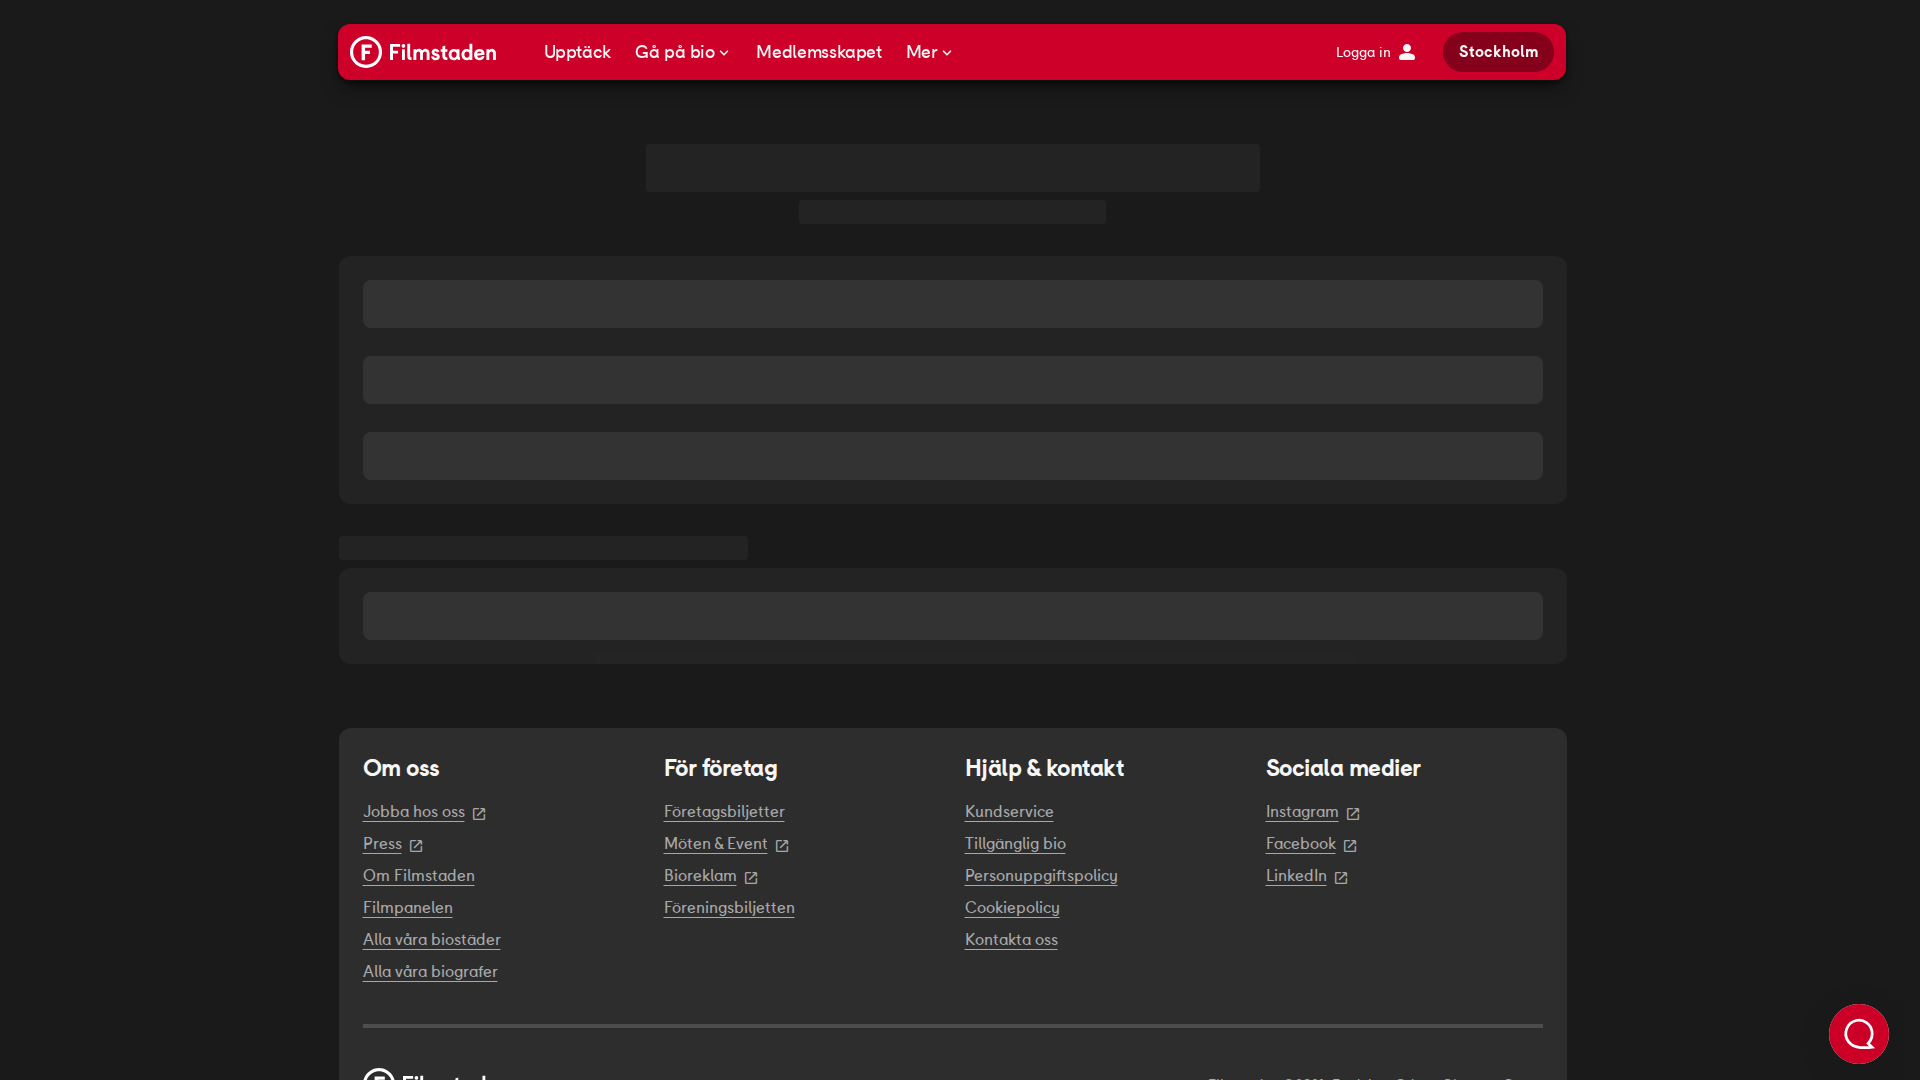 Filmstaden Upptäck Gå på bio Medlemsskapet Mer Logga in Stockholm
Om oss
Jobba hos oss
Press
Om Filmstaden
Filmpanelen
Alla våra biostäder
Alla våra biografer
För företag
Företagsbiljetter
Möten & Event
Bioreklam
Föreningsbiljetten
Hjälp & kontakt
Kundservice
Tillgänglig bio
Personuppgiftspolicy
Cookiepolicy
Kontakta oss
Sociala medier
Instagram
Facebook
LinkedIn